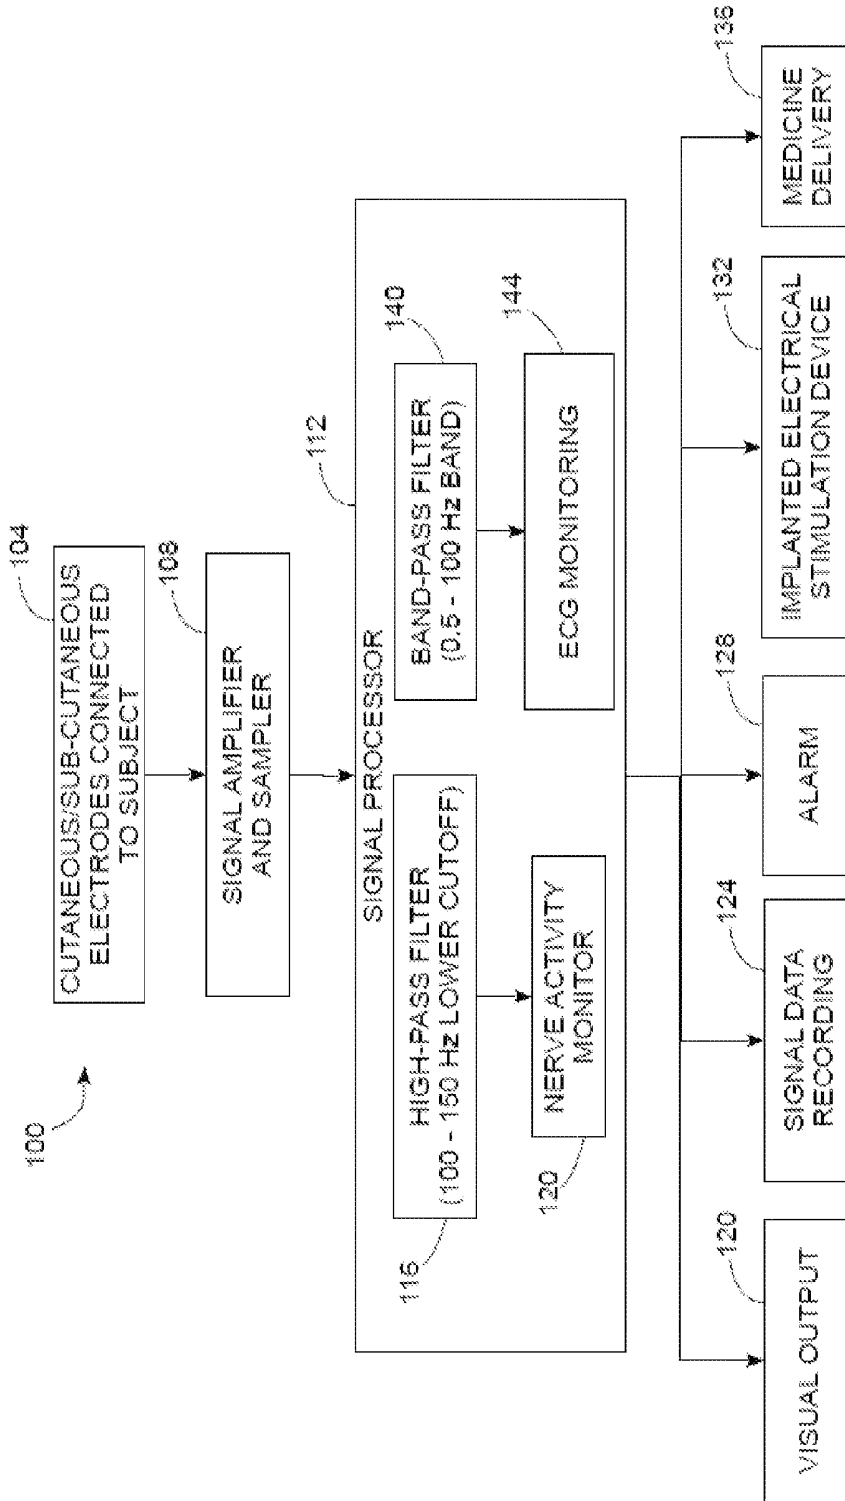 100
CUTANEOUS/SUB-CUTANEOUS
ELECTRODES CONNECTED
TO SUBJECT
104
SIGNAL AMPLIFIER
AND SAMPLER
108
SIGNAL PROCESSOR
112
HIGH-PASS FILTER
(100 - 150 Hz LOWER CUTOFF)
116
BAND-PASS FILTER
(0.5 - 100 Hz BAND)
140
NERVE ACTIVITY
MONITOR
120
ECG MONITORING
144
VISUAL OUTPUT
120
SIGNAL DATA
RECORDING
124
ALARM
128
IMPLANTED ELECTRICAL
STIMULATION DEVICE
132
MEDICINE
DELIVERY
136